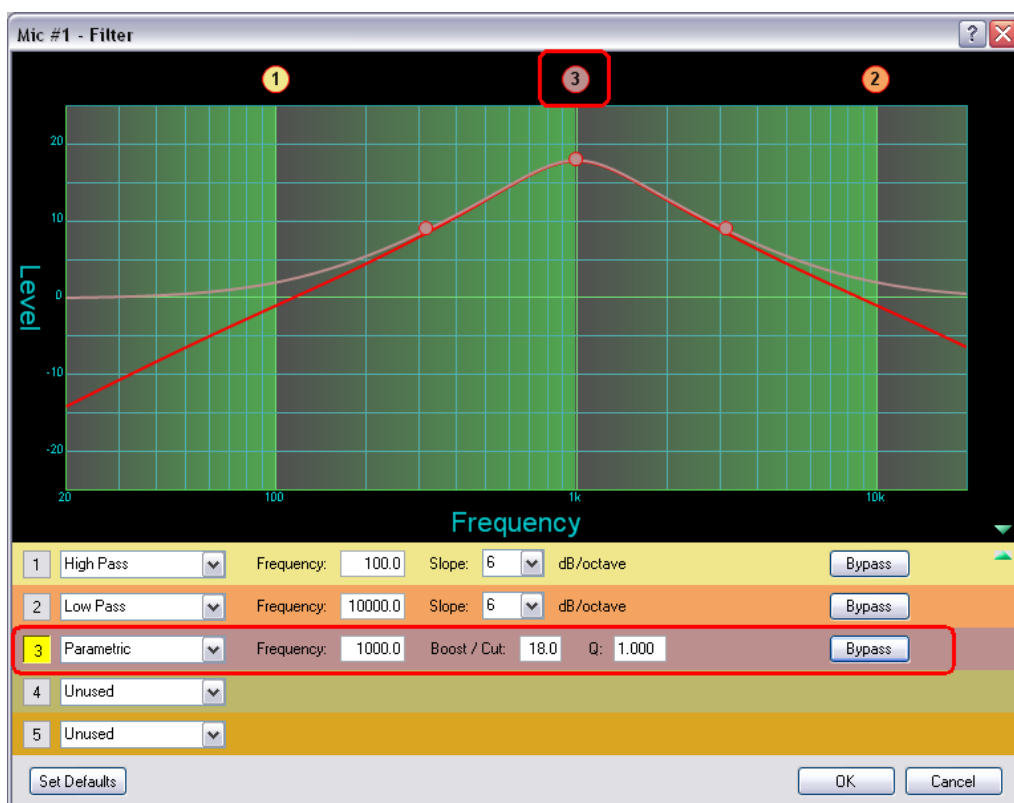 Mic #1 - Filter
?
1
3
2
20
10
0
-10
-20
Level
20
100
1k
10k
Frequency
1 High Pass Frequency: 100.0 Slope: 6 dB/octave Bypass
2 Low Pass Frequency: 10000.0 Slope: 6 dB/octave Bypass
3 Parametric Frequency: 1000.0 Boost / Cut: 18.0 Q: 1.000 Bypass
4 Unused
5 Unused
Set Defaults OK Cancel